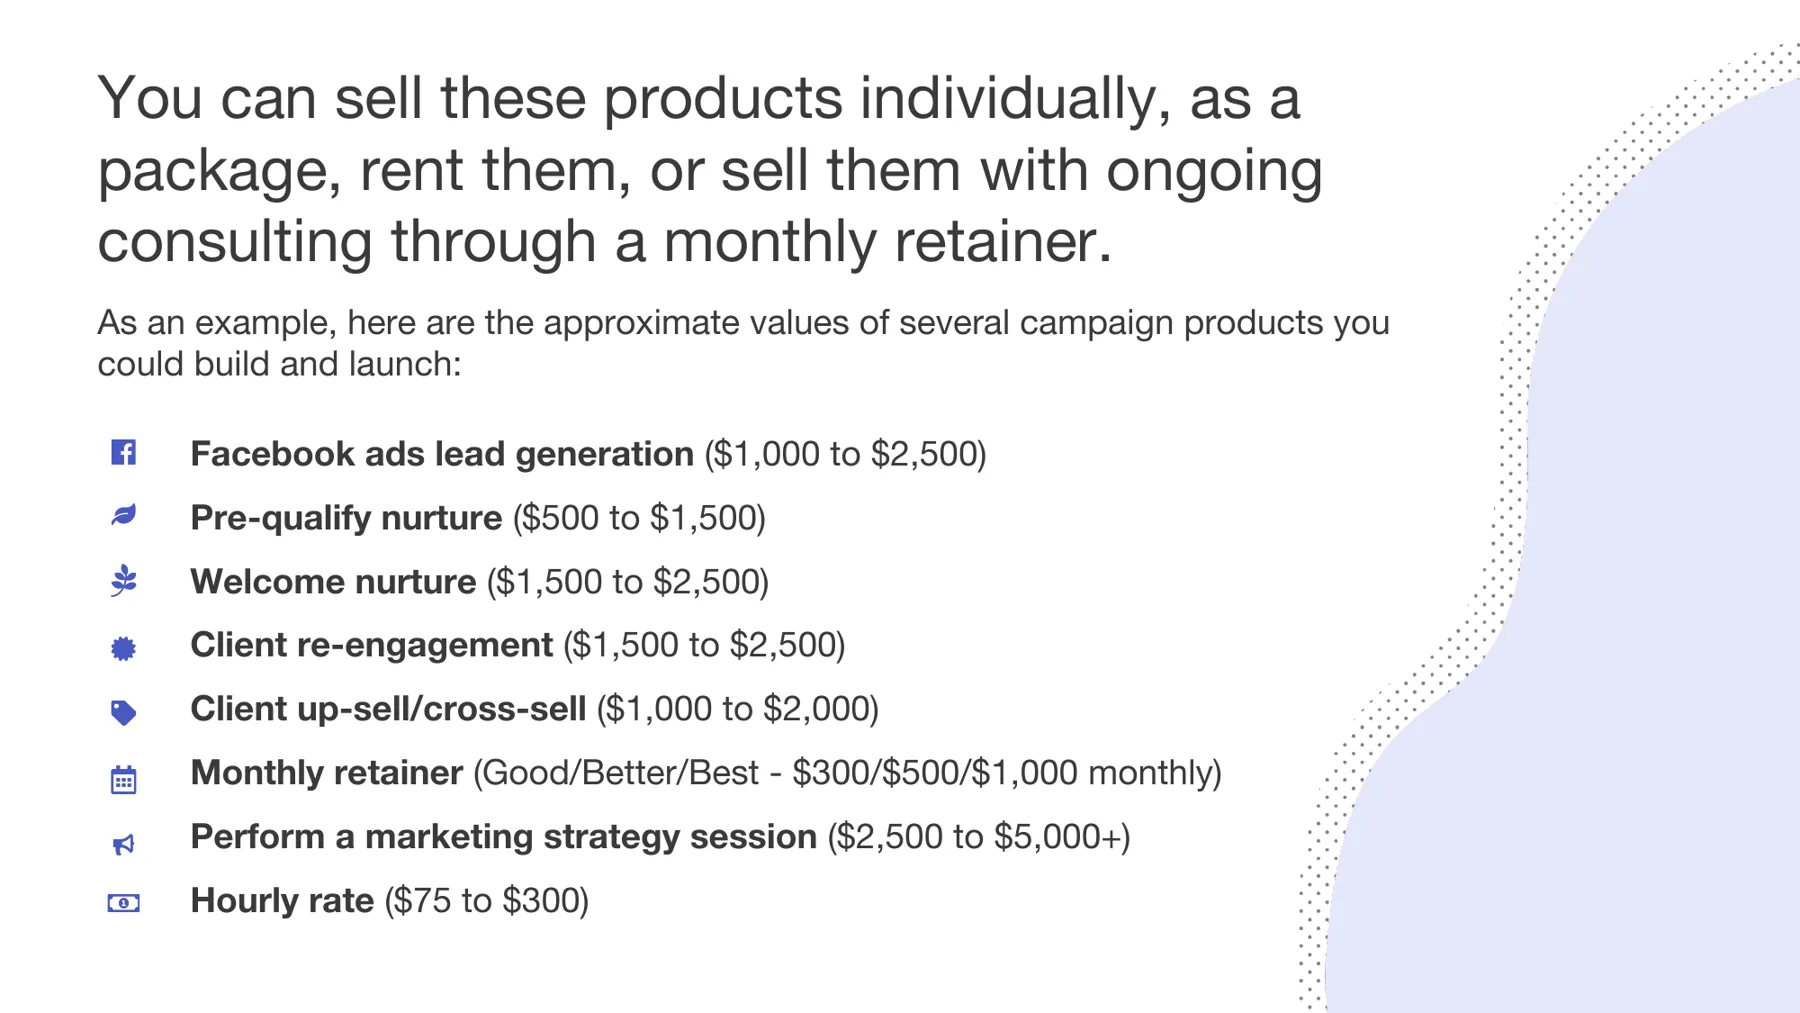 You can sell these products individually, as a
package, rent them, or sell them with ongoing
consulting through a monthly retainer.
As an example, here are the approximate values of several campaign products you
could build and launch:
Facebook ads lead generation ($1,000 to $2,500)
Pre-qualify nurture ($500 to $1,500)
Welcome nurture ($1,500 to $2,500)
Client re-engagement ($1,500 to $2,500)
Client up-sell/cross-sell ($1,000 to $2,000)
Monthly retainer (Good/Better/Best - $300/$500/$1,000 monthly)
Perform a marketing strategy session ($2,500 to $5,000+)
Hourly rate ($75 to $300)